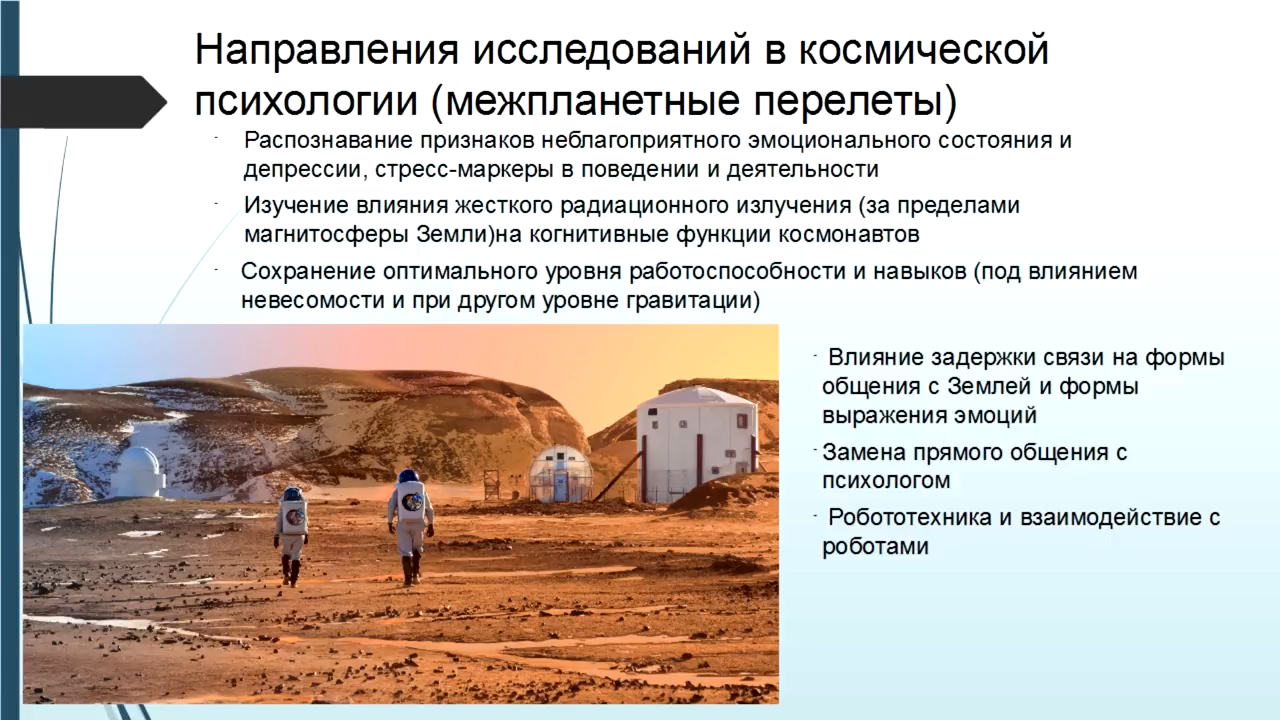 Направления исследований в космической
психологии (межпланетные перелеты)
- Распознавание признаков неблагоприятного эмоционального состояния и
депрессии, стресс-маркеры в поведении и деятельности
- Изучение влияния жесткого радиационного излучения (за пределами
магнитосферы Земли)на когнитивные функции космонавтов
- Сохранение оптимального уровня работоспособности и навыков (под влиянием
невесомости и при другом уровне гравитации)
- Влияние задержки связи на формы
общения с Землей и формы
выражения эмоций
- Замена прямого общения с
психологом
- Робототехника и взаимодействие с
роботами